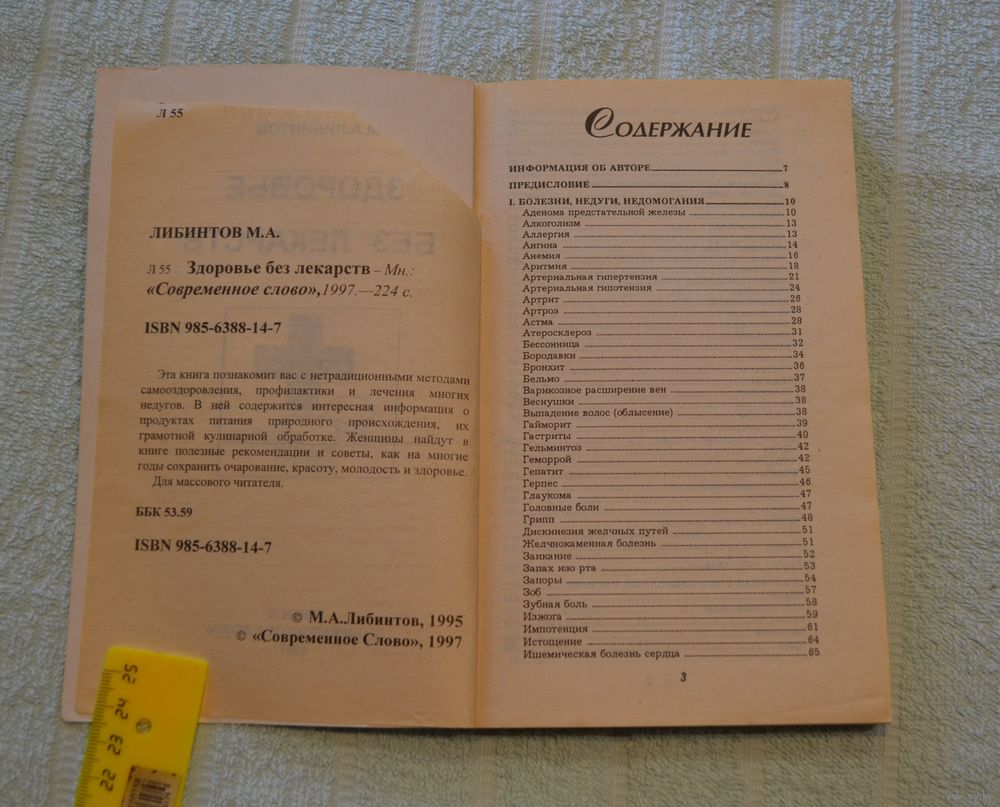 Л 55
ЛИБИНТОВ М.А.
Л 55 Здоровье без лекарств – Мн.:
«Современное слово», 1997.—224 с.
ISBN 985-6388-14-7
Эта книга познакомит вас с нетрадиционными методами
самооздоровления, профилактики и лечения многих
недугов. В ней содержится интересная информация о
продуктах питания природного происхождения, их
грамотной кулинарной обработке. Женщины найдут в
книге полезные рекомендации и советы, как на многие
годы сохранить очарование, красоту, молодость и здоровье.
Для массового читателя.
ББК 53.59
ISBN 985-6388-14-7
© М.А.Либинтов, 1995
© «Современное Слово», 1997
22 23 24 25
СОДЕРЖАНИЕ
ИНФОРМАЦИЯ ОБ АВТОРЕ 7
ПРЕДИСЛОВИЕ 8
I. БОЛЕЗНИ, НЕДУГИ, НЕДОМОГАНИЯ 10
Аденома предстательной железы 10
Алкоголизм 13
Аллергия 13
Ангина 14
Анемия 16
Аритмия 18
Артериальная гипертензия 21
Артериальная гипотензия 24
Артрит 26
Артроз 28
Астма 28
Атеросклероз 31
Бессонница 32
Бородавки 34
Бронхит 36
Бельмо 37
Варикозное расширение вен 38
Веснушки 38
Выпадение волос (облысение) 38
Гайморит 39
Гастриты 40
Гельминтоз 42
Геморрой 42
Гепатит 45
Герпес 46
Глаукома 47
Головные боли 47
Грипп 48
Дискинезия желчных путей 51
Желчнокаменная болезнь 51
Заикание 52
Запах изо рта 53
Запоры 54
Зоб 57
Зубная боль 58
Изжога 59
Импотенция 61
Истощение 64
Ишемическая болезнь сердца 65
3